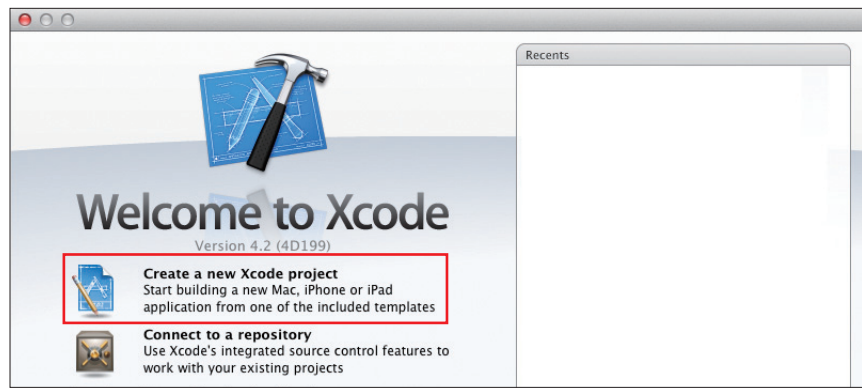 Recents
Welcome to Xcode
Version 4.2 (4D199)
Create a new Xcode project
Start building a new Mac, iPhone or iPad
application from one of the included templates
Connect to a repository
Use Xcode's integrated source control features to
work with your existing projects